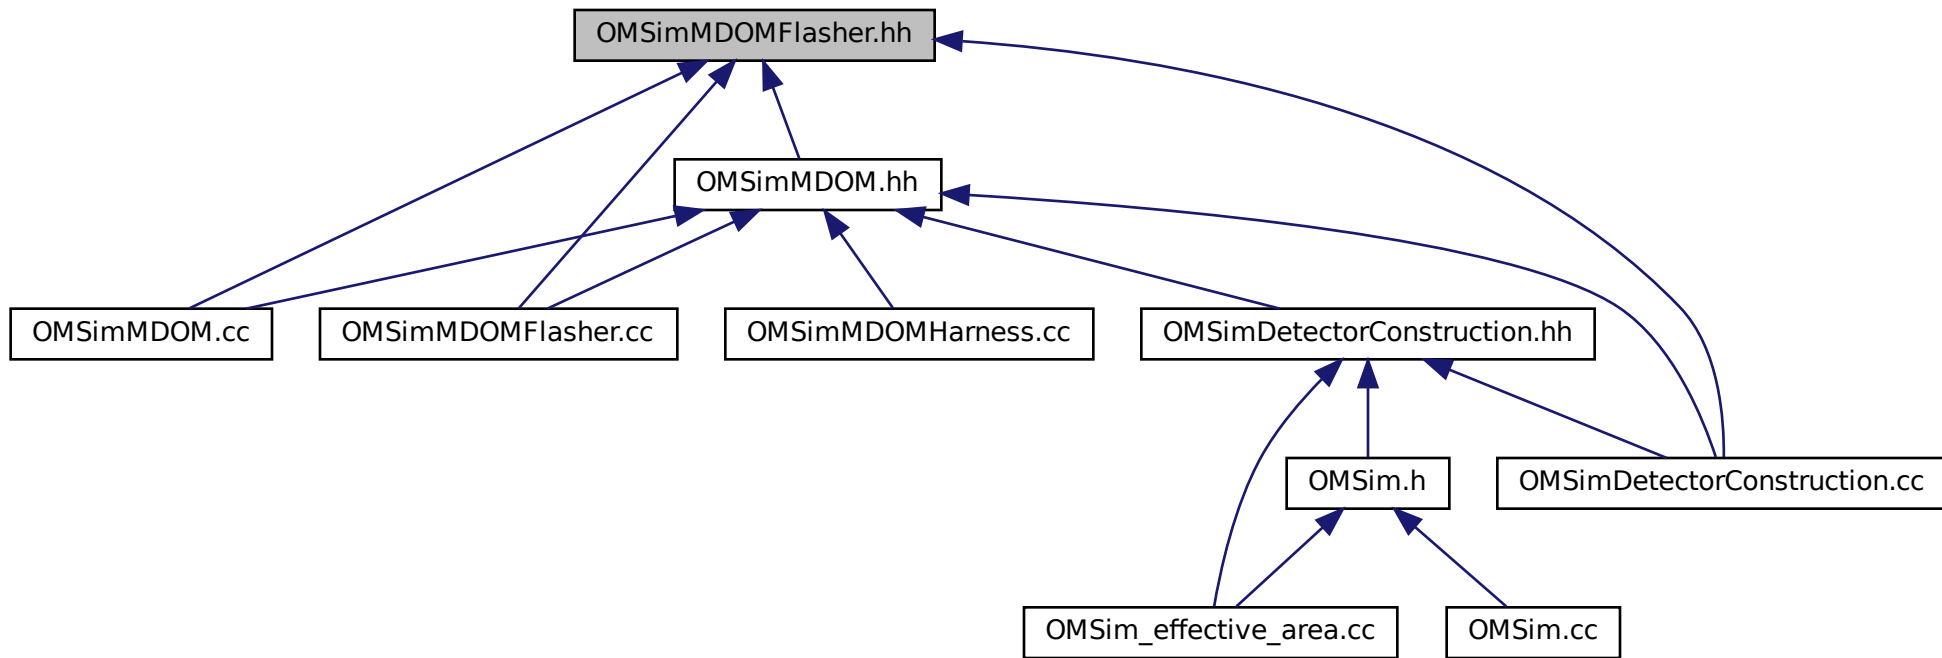 OMSimMDOMFlasher.hh
OMSimMDOM.hh
OMSimMDOM.cc
OMSimMDOMFlasher.cc
OMSimMDOMHarness.cc
OMSimDetectorConstruction.hh
OMSim.h
OMSimDetectorConstruction.cc
OMSim_effective_area.cc
OMSim.cc